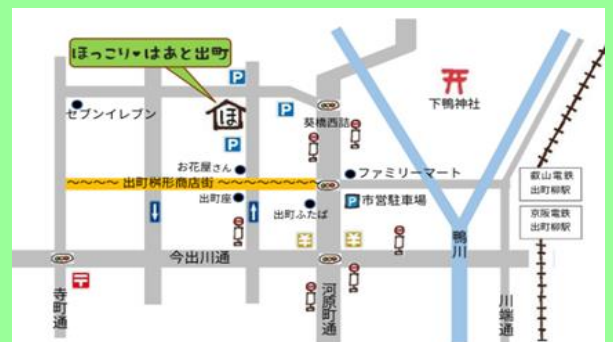 ほっこり♥はあと出町
P
下鴨神社
セブンイレブン
ほ
P
葵橋西詰
P
お花屋さん
ファミリーマート
叡山電鉄
出町柳駅
〜〜〜〜 出町桝形商店街 〜〜〜〜〜〜〜
出町座
出町ふたば
P 市営駐車場
京阪電鉄
出町柳駅
鴨川
今出川通
〒
寺町通
河原町通
川端通